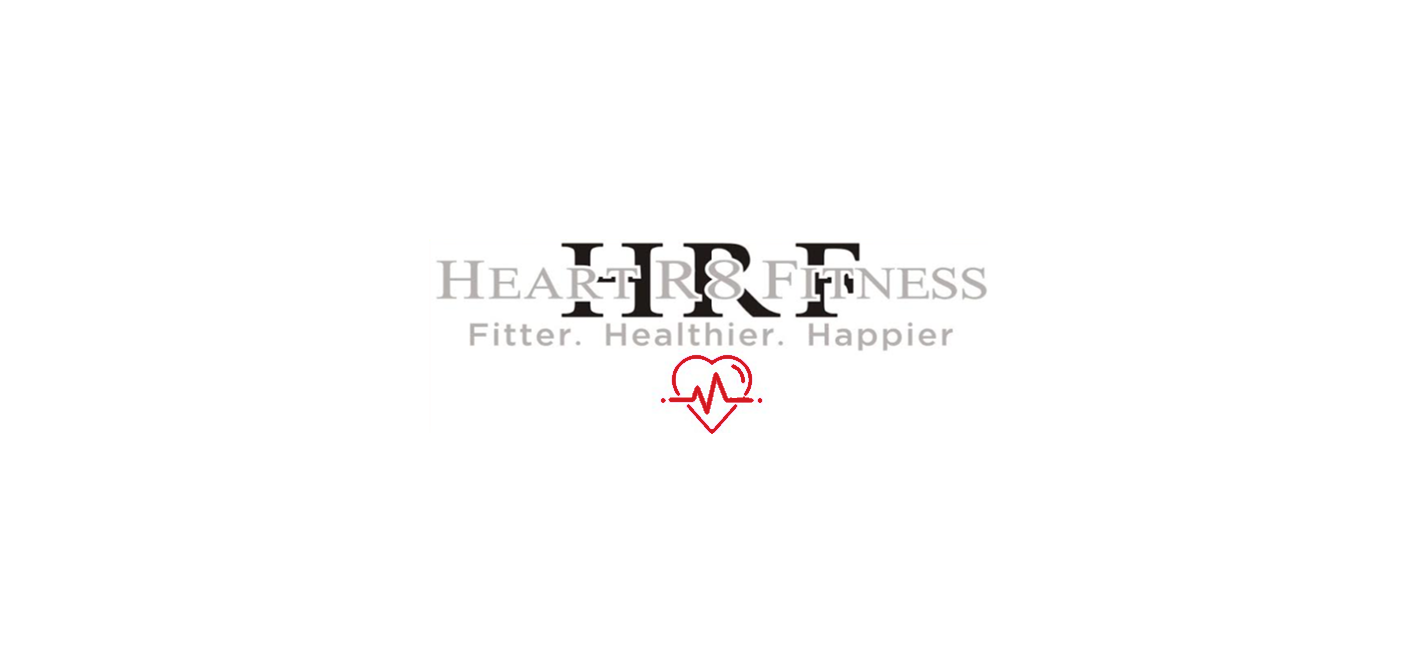 HRF
HEART R8 FITNESS
Fitter. Healthier. Happier